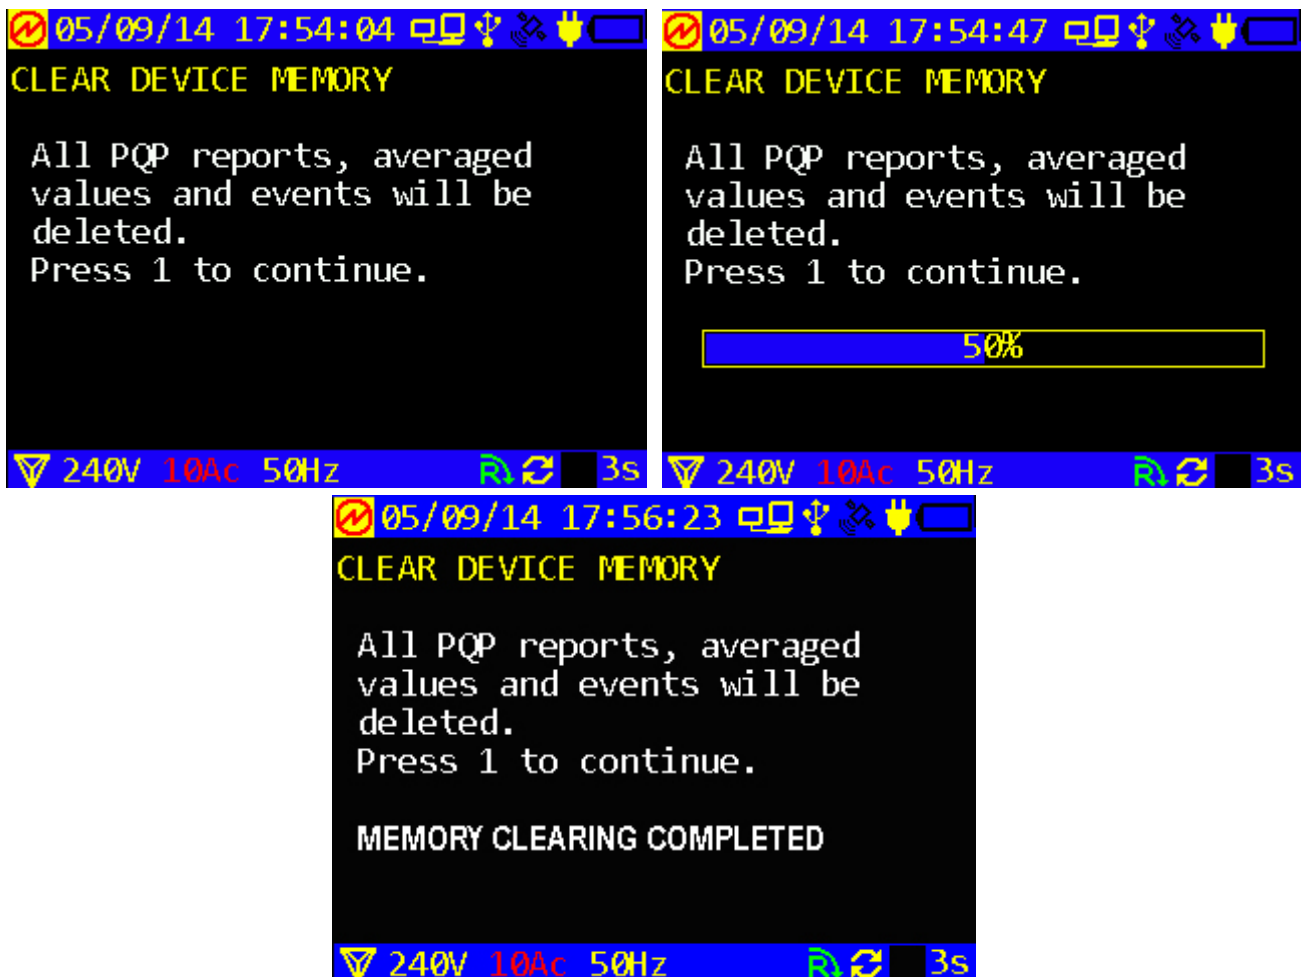 05/09/14 17:54:04
CLEAR DEVICE MEMORY
All PQP reports, averaged
values and events will be
deleted.
Press 1 to continue.
240V 10Ac 50Hz R 3s
05/09/14 17:54:47
CLEAR DEVICE MEMORY
All PQP reports, averaged
values and events will be
deleted.
Press 1 to continue.
50%
240V 10Ac 50Hz R 3s
05/09/14 17:56:23
CLEAR DEVICE MEMORY
All PQP reports, averaged
values and events will be
deleted.
Press 1 to continue.
MEMORY CLEARING COMPLETED
240V 10Ac 50Hz R 3s